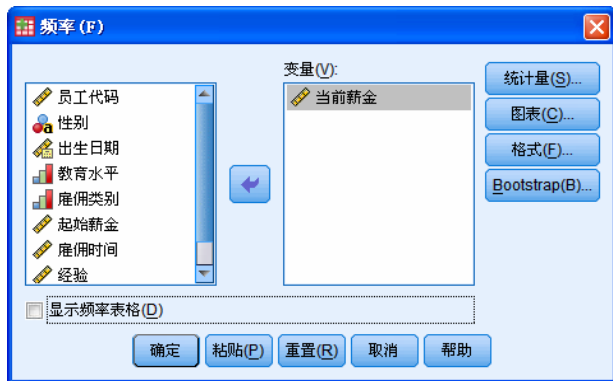 频率(F)
变量(V):
员工代码
性别
出生日期
教育水平
雇佣类别
起始薪金
雇佣时间
经验
当前薪金
统计量(S)...
图表(C)...
格式(F)...
Bootstrap(B)...
显示频率表格(D)
确定
粘贴(P)
重置(R)
取消
帮助